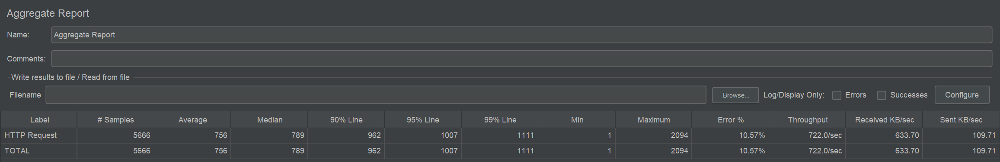 Aggregate Report
Name: Aggregate Report
Comments:
Write results to file / Read from file
Filename Browse... Log/Display Only: Errors Successes Configure
Label # Samples Average Median 90% Line 95% Line 99% Line Min Maximum Error % Throughput Received KB/sec Sent KB/sec
HTTP Request 5666 756 789 962 1007 1111 1 2094 10.57% 722.0/sec 633.70 109.71
TOTAL 5666 756 789 962 1007 1111 1 2094 10.57% 722.0/sec 633.70 109.71